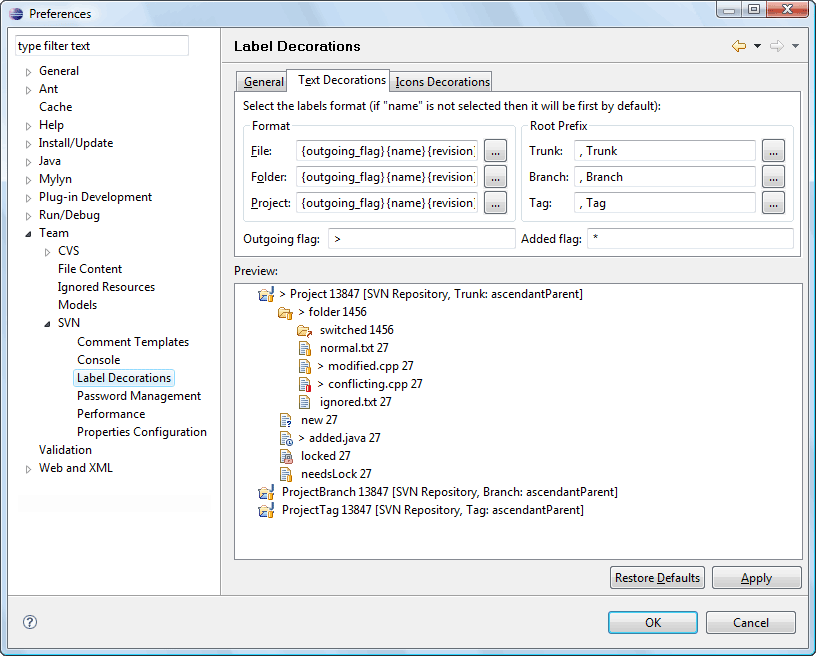 Preferences
type filter text
General
Ant
Cache
Help
Install/Update
Java
Mylyn
Plug-in Development
Run/Debug
Team
CVS
File Content
Ignored Resources
Models
SVN
Comment Templates
Console
Label Decorations
Password Management
Performance
Properties Configuration
Validation
Web and XML
Label Decorations
General Text Decorations Icons Decorations
Select the labels format (if "name" is not selected then it will be first by default):
Format Root Prefix
File: {outgoing_flag}{name}{revision} ... Trunk: , Trunk ...
Folder: {outgoing_flag}{name}{revision} ... Branch: , Branch ...
Project: {outgoing_flag}{name}{revision} ... Tag: , Tag ...
Outgoing flag: > Added flag: *
Preview:
> Project 13847 [SVN Repository, Trunk: ascendantParent]
> folder 1456
switched 1456
normal.txt 27
> modified.cpp 27
> conflicting.cpp 27
ignored.txt 27
new 27
> added.java 27
locked 27
needsLock 27
ProjectBranch 13847 [SVN Repository, Branch: ascendantParent]
ProjectTag 13847 [SVN Repository, Tag: ascendantParent]
Restore Defaults Apply
? OK Cancel